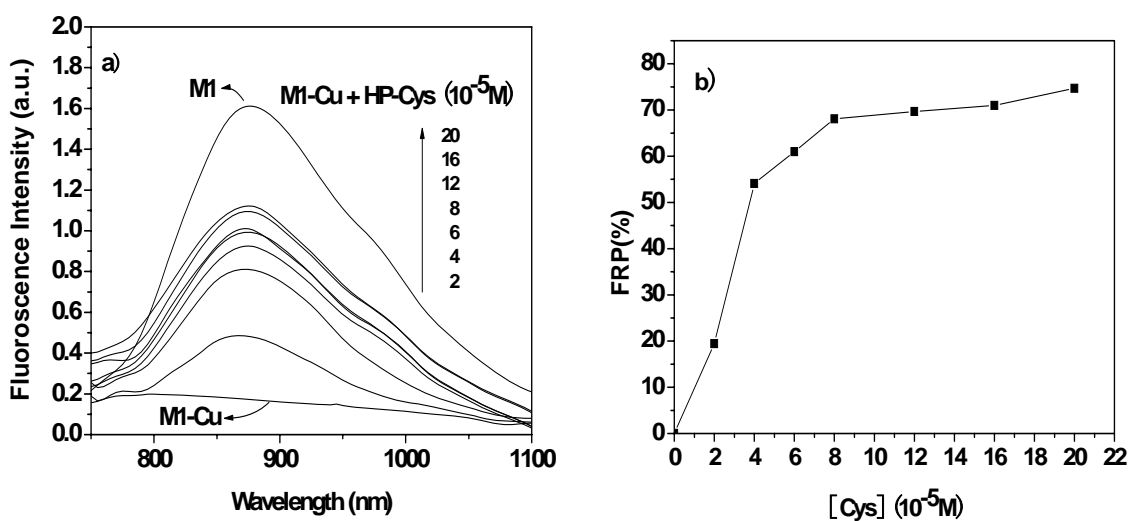 a)
M1
M1-Cu + HP-Cys (10⁻⁵M)
20
16
12
8
6
4
2
M1-Cu
Fluoroscence Intensity (a.u.)
2.0
1.8
1.6
1.4
1.2
1.0
0.8
0.6
0.4
0.2
0.0
800 900 1000 1100
Wavelength (nm)
b)
FRP(%)
80
70
60
50
40
30
20
10
0
0 2 4 6 8 10 12 14 16 18 20 22
[Cys] (10⁻⁵M)